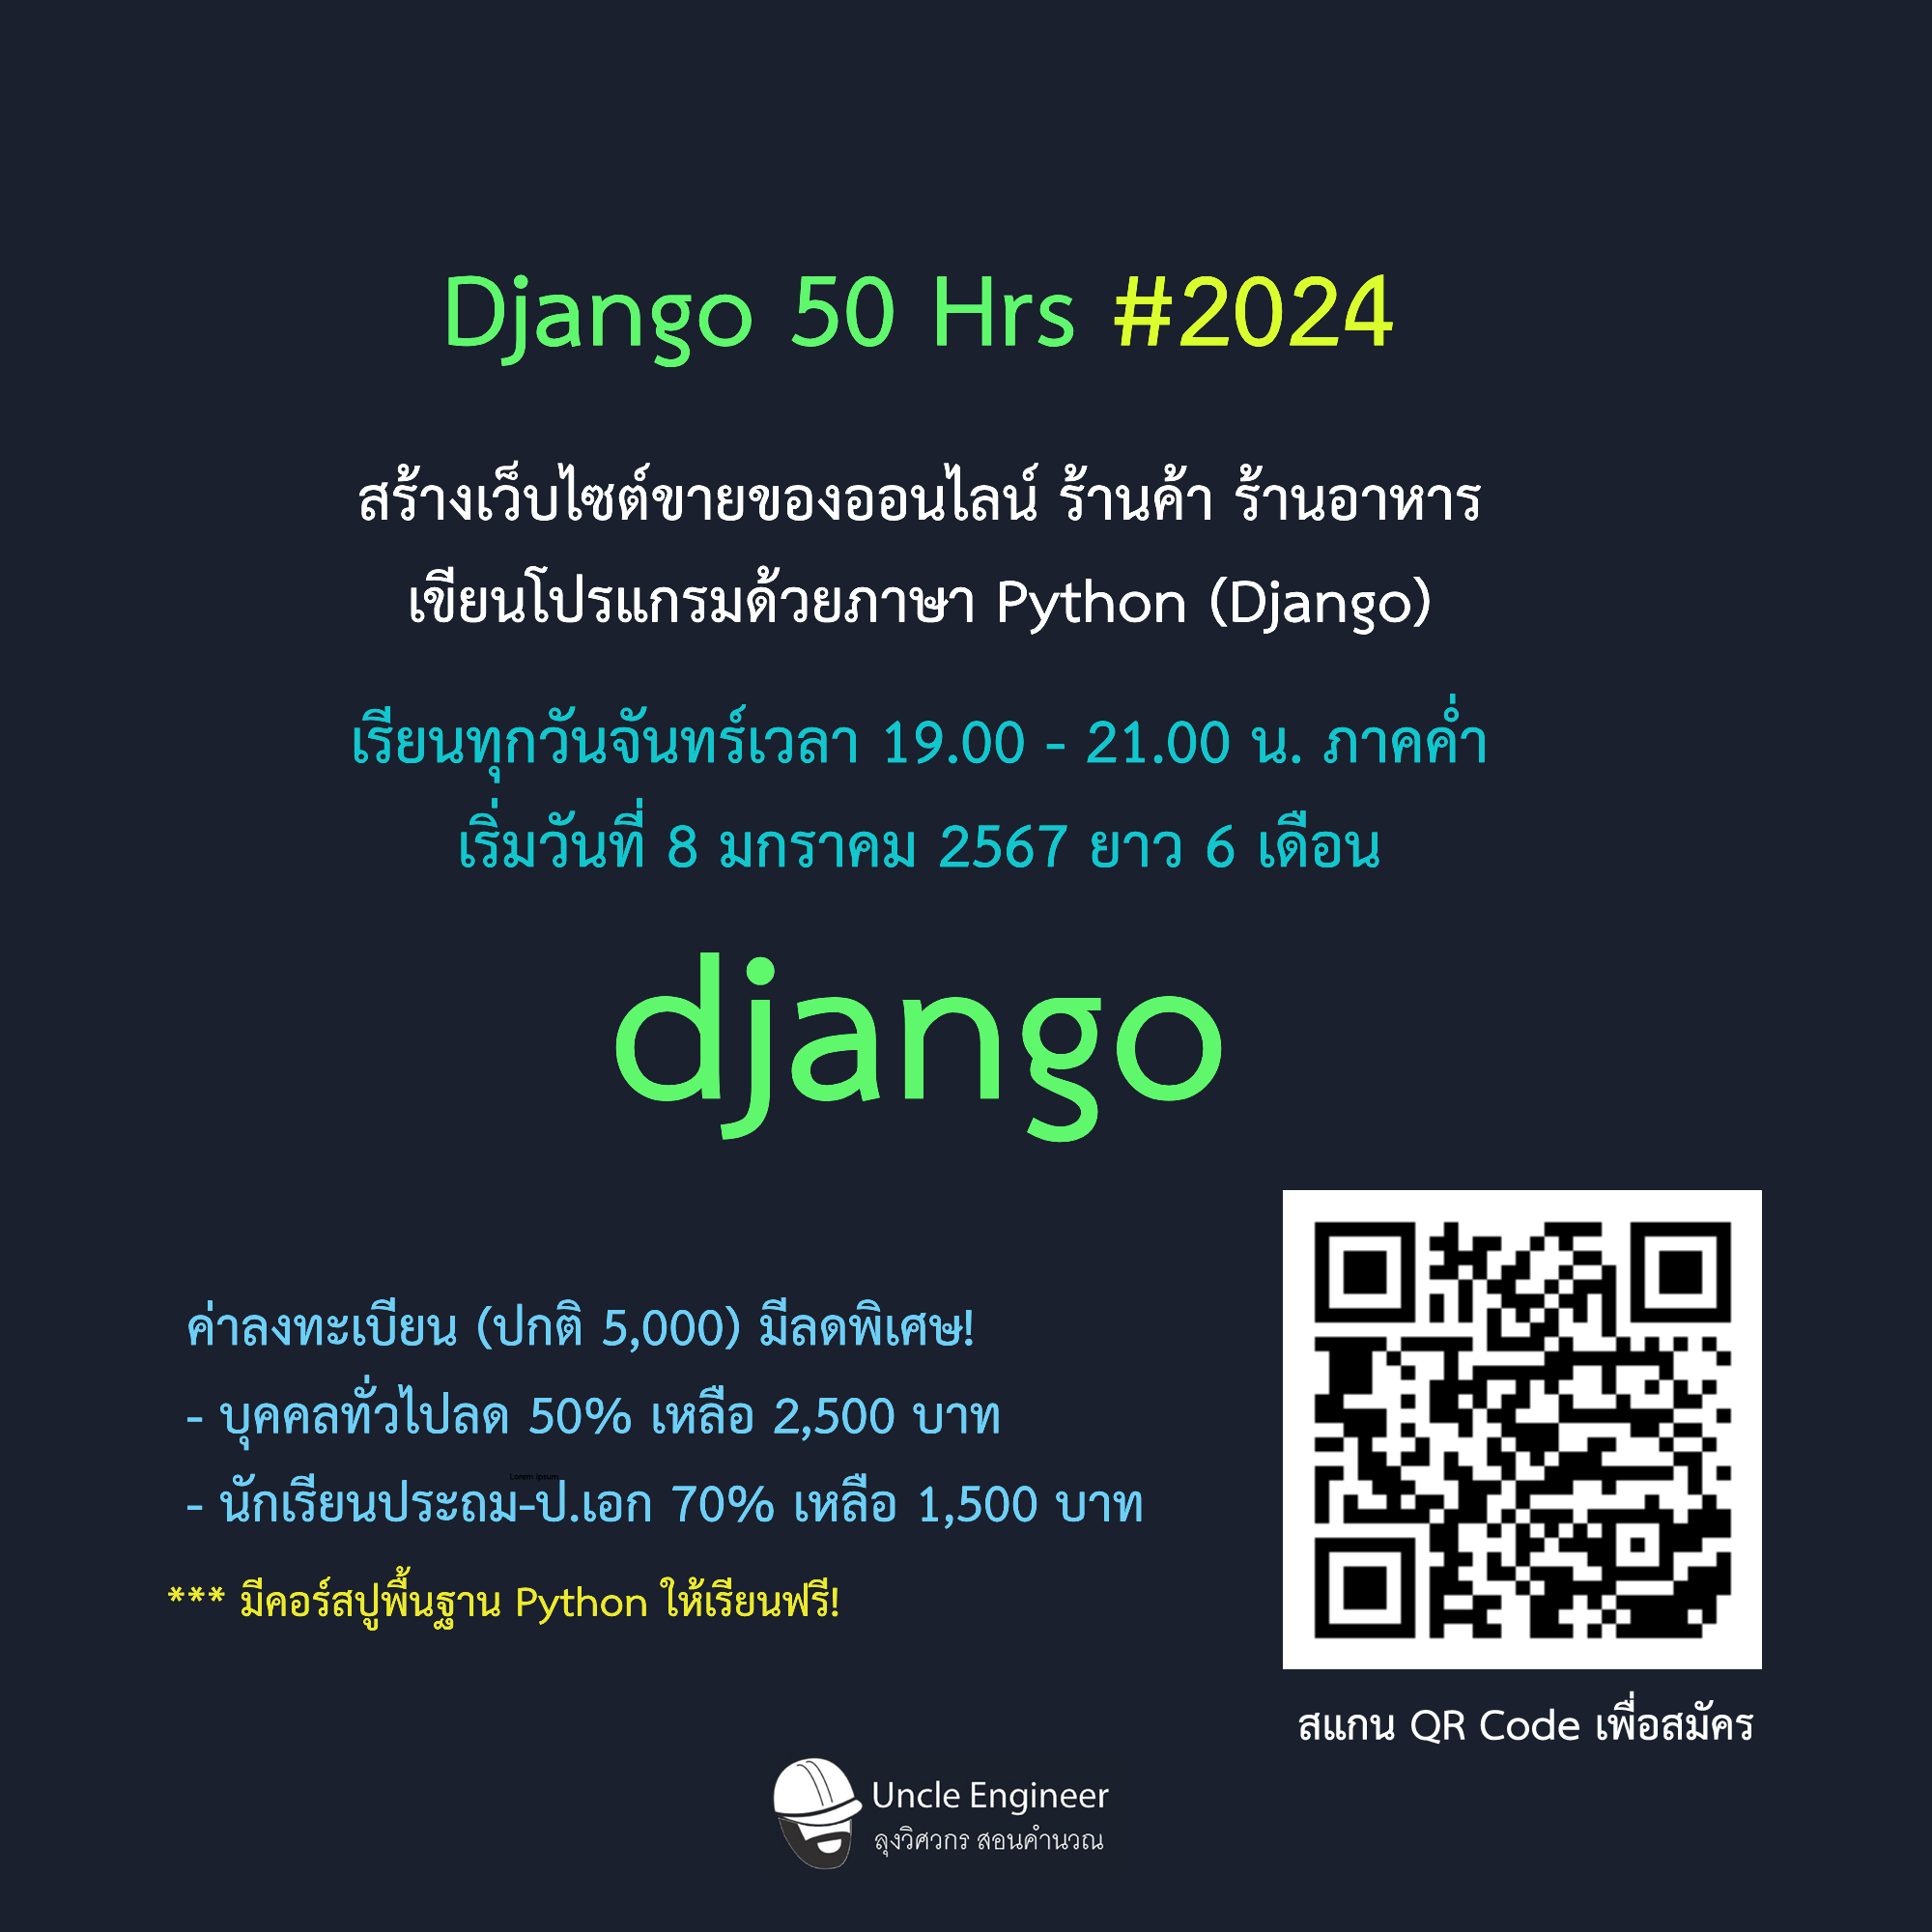 Django 50 Hrs #2024
สร้างเว็บไซต์ขายของออนไลน์ ร้านค้า ร้านอาหาร
เขียนโปรแกรมด้วยภาษา Python (Django)
เรียนทุกวันจันทร์เวลา 19.00 - 21.00 น. ภาคค่ำ
เริ่มวันที่ 8 มกราคม 2567 ยาว 6 เดือน
django
ค่าลงทะเบียน (ปกติ 5,000) มีลดพิเศษ!
- บุคคลทั่วไปลด 50% เหลือ 2,500 บาท
Lorem ipsum
- นักเรียนประถม-ป.เอก 70% เหลือ 1,500 บาท
*** มีคอร์สปูพื้นฐาน Python ให้เรียนฟรี!
สแกน QR Code เพื่อสมัคร
Uncle Engineer
ลุงวิศวกร สอนคำนวณ